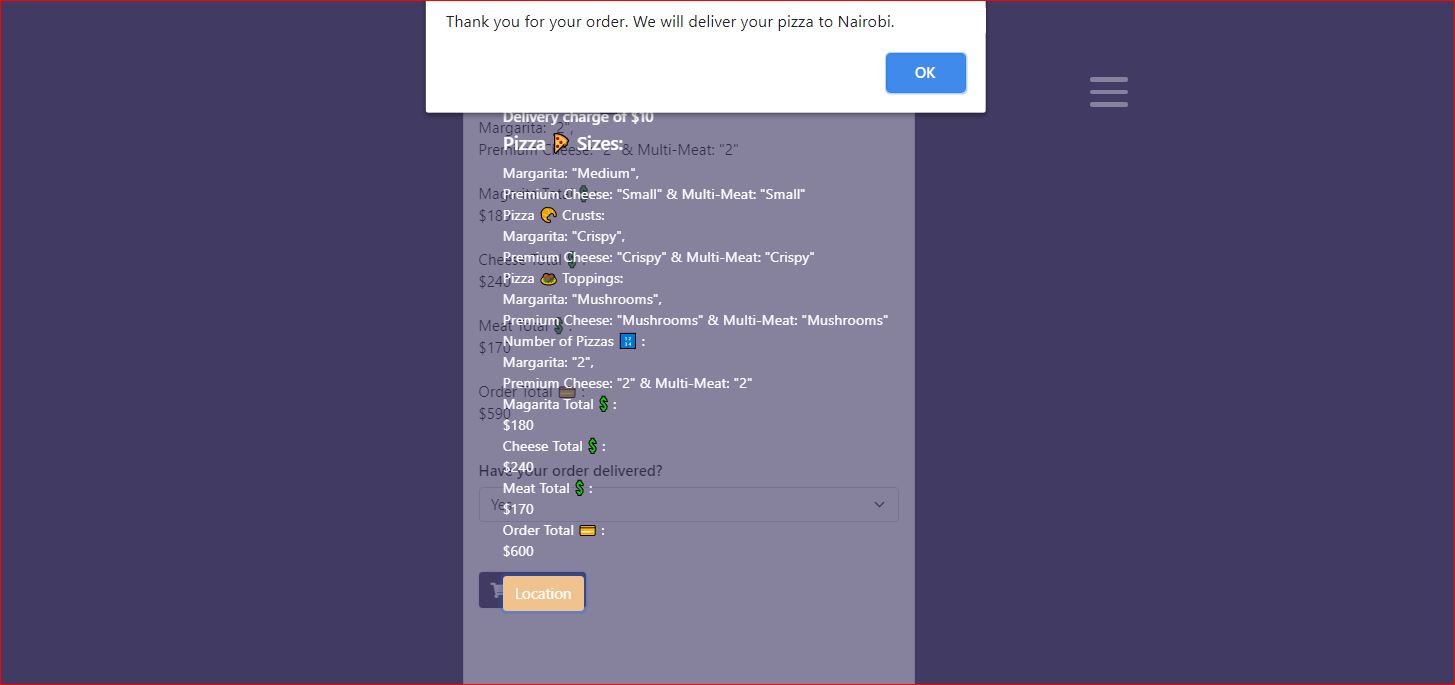 Thank you for your order. We will deliver your pizza to Nairobi.
OK
Delivery charge of $10
Pizza 🍕 Sizes:
Margarita: "Medium",
Premium Cheese: "Small" & Multi-Meat: "Small"
Pizza 🥐 Crusts:
Margarita: "Crispy",
Premium Cheese: "Crispy" & Multi-Meat: "Crispy"
Pizza Toppings:
Margarita: "Mushrooms",
Premium Cheese: "Mushrooms" & Multi-Meat: "Mushrooms"
Number of Pizzas 🔢 :
Margarita: "2",
Premium Cheese: "2" & Multi-Meat: "2"
Magarita Total 💲 :
$180
Cheese Total 💲 :
$240
Meat Total 💲 :
$170
Order Total 💳 :
$600
Location
Margarita: "2",
Premium Cheese: "2" & Multi-Meat: "2"
Magarita Total 💲 :
$180
Cheese Total 💲 :
$240
Meat Total 💲 :
$170
Order Total 💳 :
$590
Have your order delivered?
Yes